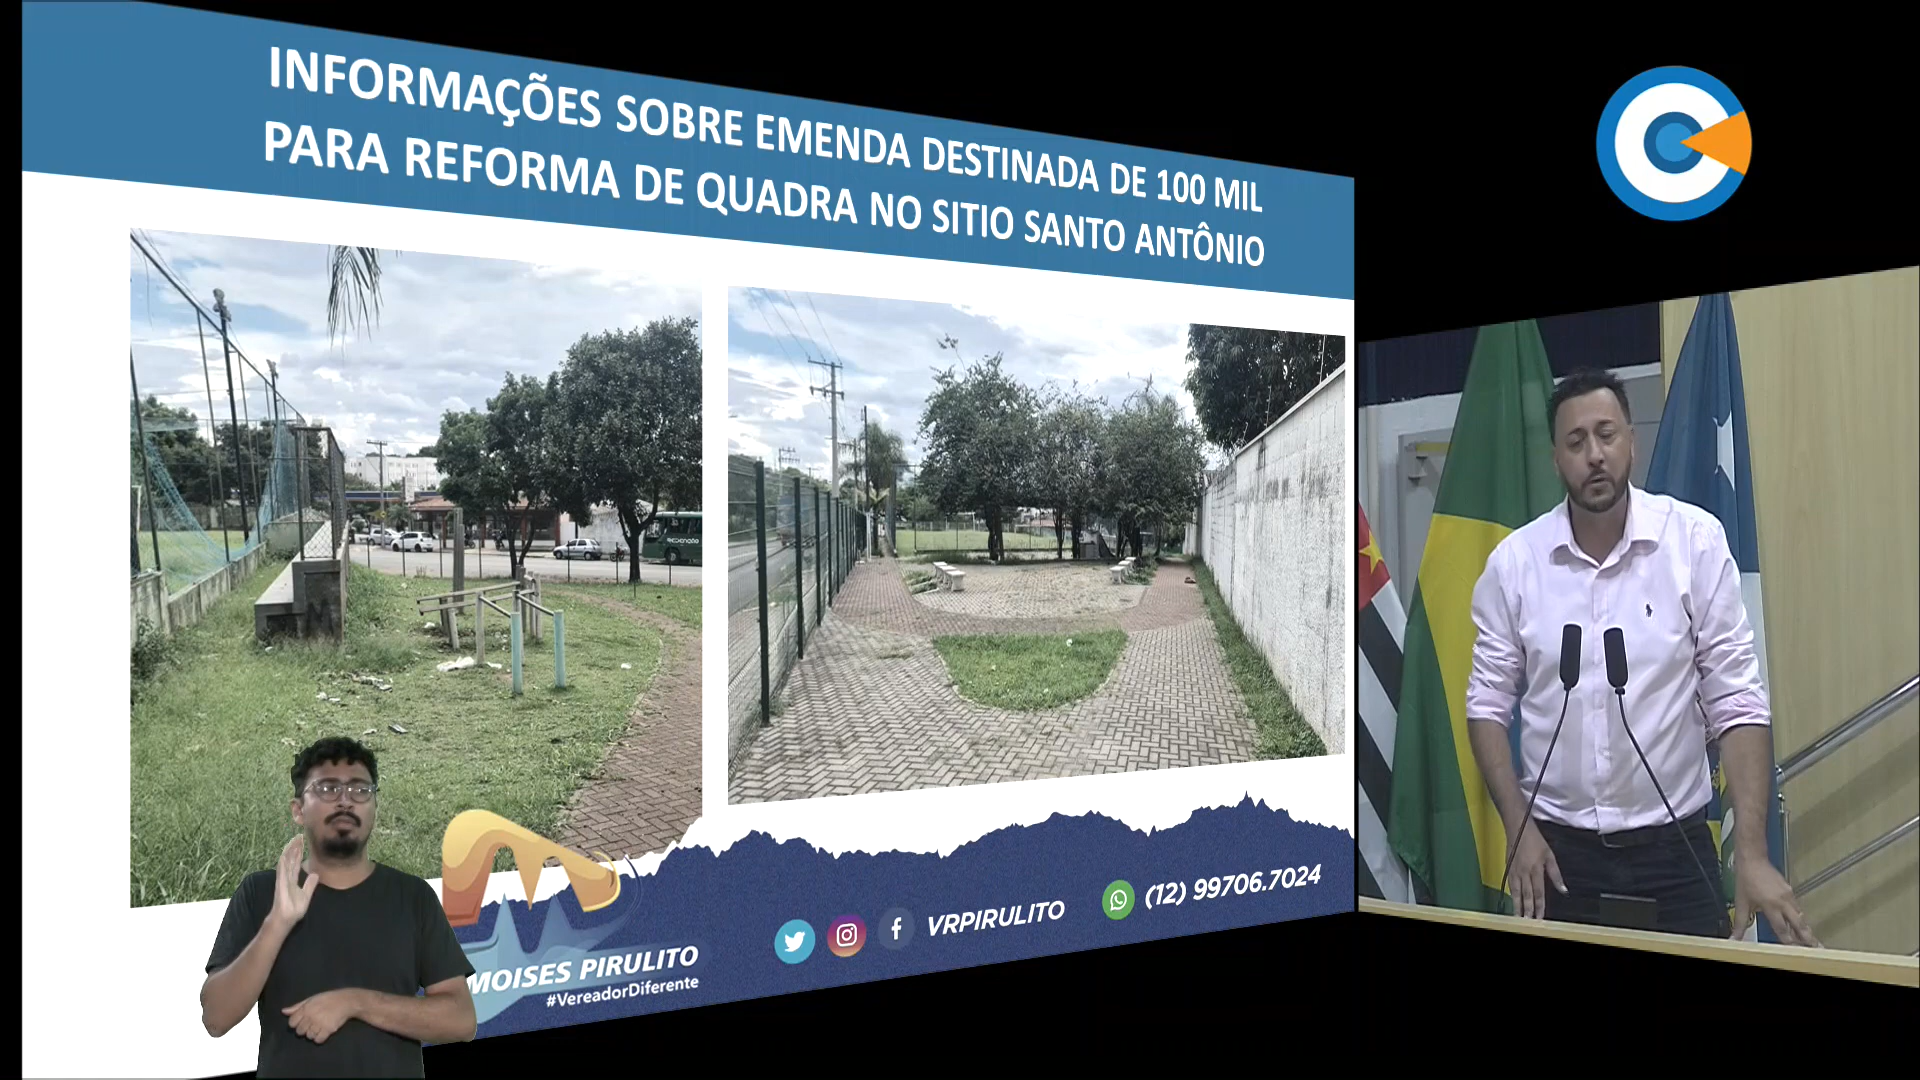 INFORMAÇÕES SOBRE EMENDA DESTINADA DE 100 MIL
PARA REFORMA DE QUADRA NO SITIO SANTO ANTÔNIO
MOISES PIRULITO
#VereadorDiferente
VRPIRULITO
(12) 99706.7024